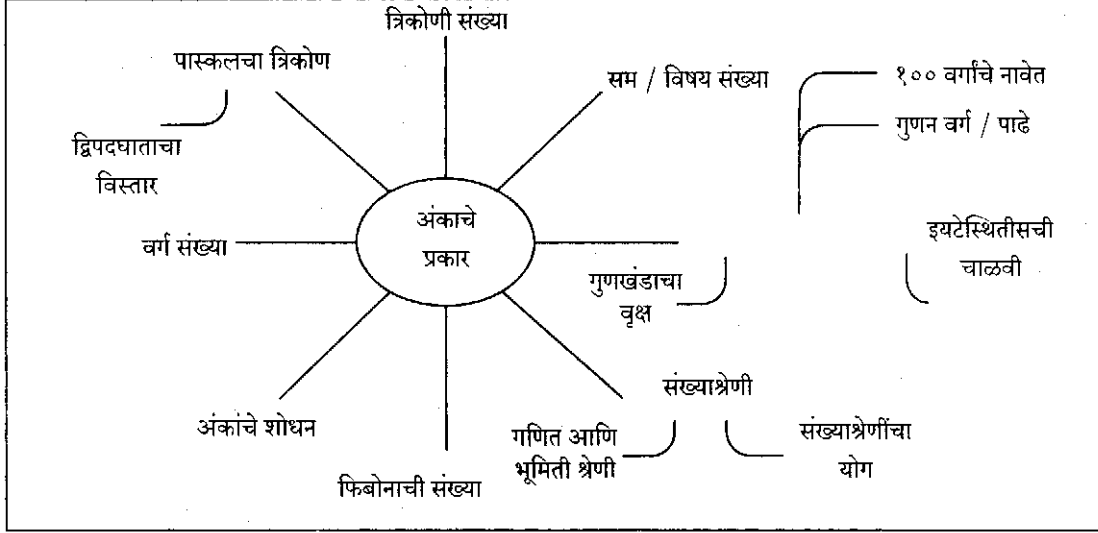 त्रिकोणी संख्या
पास्कलचा त्रिकोण
सम / विषय संख्या
१०० वर्गांचे नावेत
गुणन वर्ग / पाढे
द्विपदघाताचा
विस्तार
अंकाचे
प्रकार
वर्ग संख्या
इयटेस्थितीसची
चाळवी
गुणखंडाचा
वृक्ष
संख्याश्रेणी
अंकांचे शोधन
गणित आणि
भूमिती श्रेणी
संख्याश्रेणींचा
योग
फिबोनाची संख्या